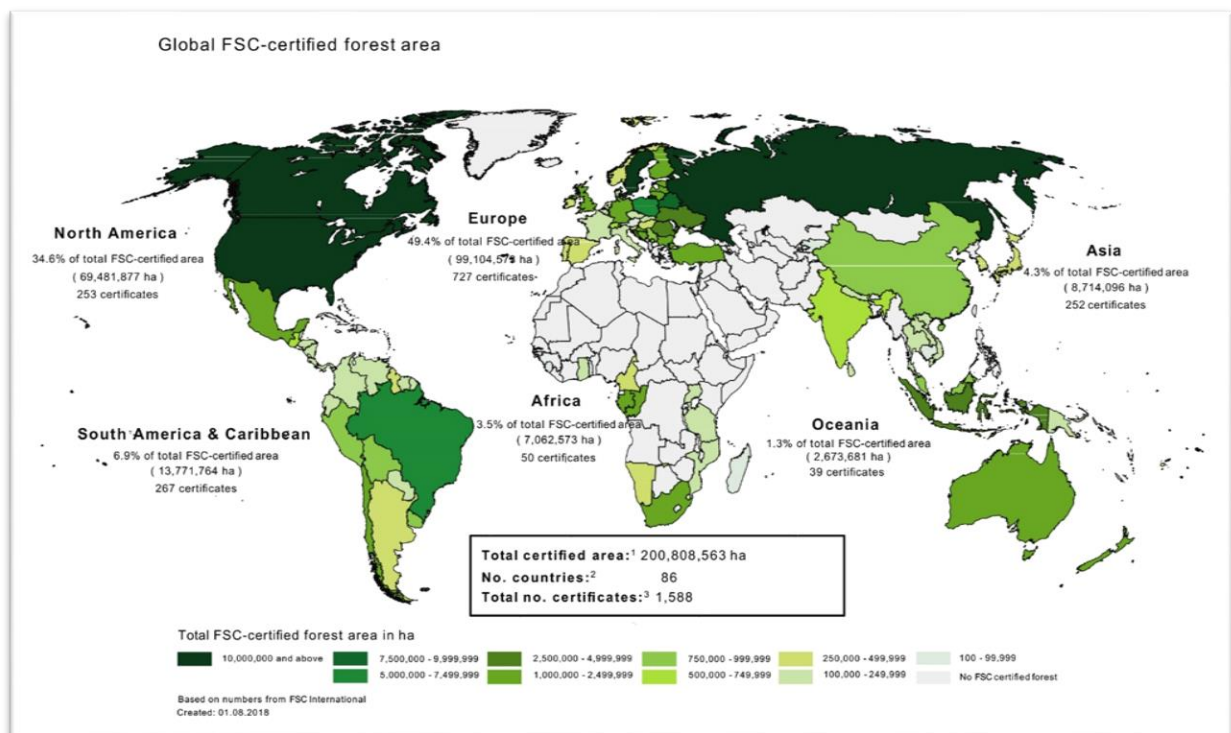 Global FSC-certified forest area
North America
34.6% of total FSC-certified area
( 69,481,877 ha )
253 certificates
Europe
49.4% of total FSC-certified area
( 99,104,573 ha )
727 certificates
Asia
4.3% of total FSC-certified area
( 8,714,096 ha )
252 certificates
South America & Caribbean
6.9% of total FSC-certified area
( 13,771,764 ha )
267 certificates
Africa
3.5% of total FSC-certified area
( 7,062,573 ha )
50 certificates
Oceania
1.3% of total FSC-certified area
( 2,673,681 ha )
39 certificates
Total certified area:¹ 200,808,563 ha
No. countries:² 86
Total no. certificates:³ 1,588
Total FSC-certified forest area in ha
10,000,000 and above 7,500,000 - 9,999,999 2,500,000 - 4,999,999 750,000 - 999,999 250,000 - 499,999 100 - 99,999
5,000,000 - 7,499,999 1,000,000 - 2,499,999 500,000 - 749,999 100,000 - 249,999 No FSC certified forest
Based on numbers from FSC International
Created: 01.08.2018